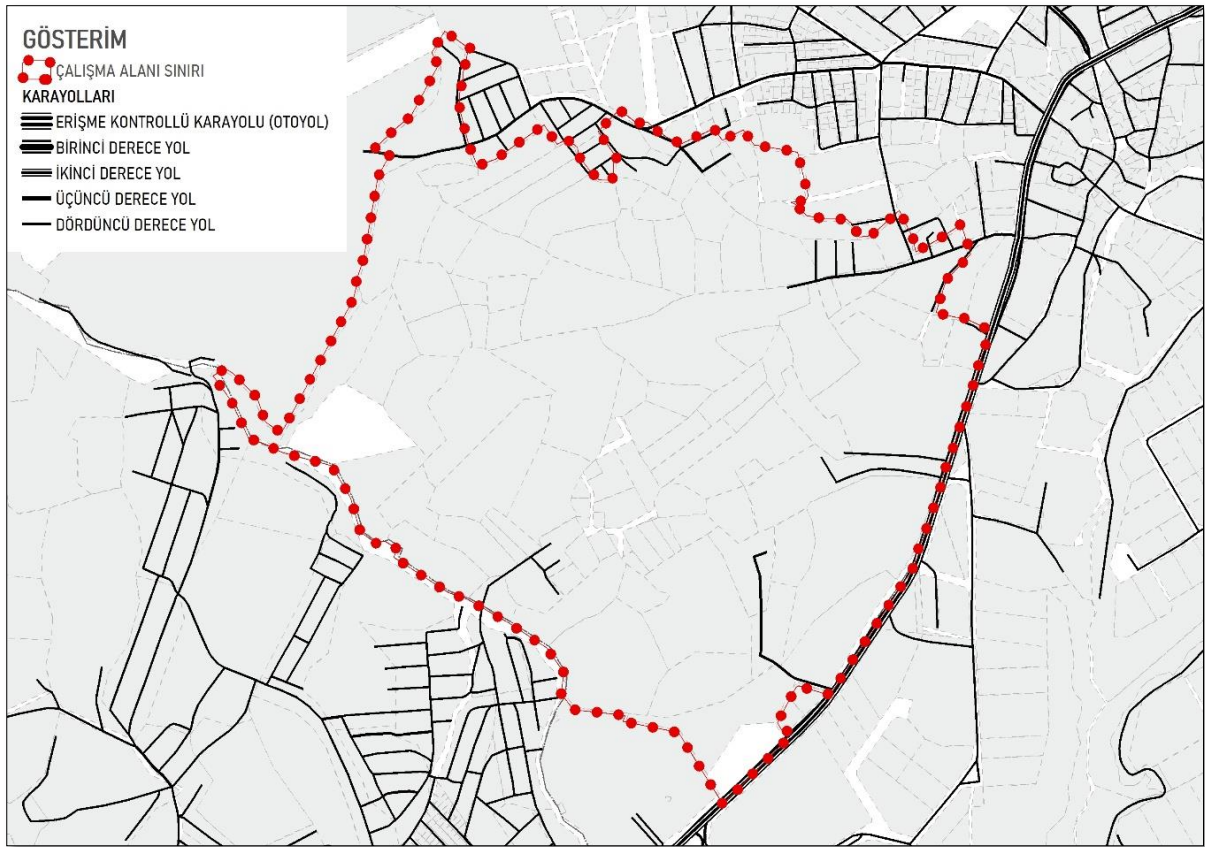 GÖSTERİM
ÇALIŞMA ALANI SINIRI
KARAYOLLARI
ERİŞME KONTROLLÜ KARAYOLU (OTOYOL)
BİRİNCİ DERECE YOL
İKİNCİ DERECE YOL
ÜÇÜNCÜ DERECE YOL
DÖRDÜNCÜ DERECE YOL